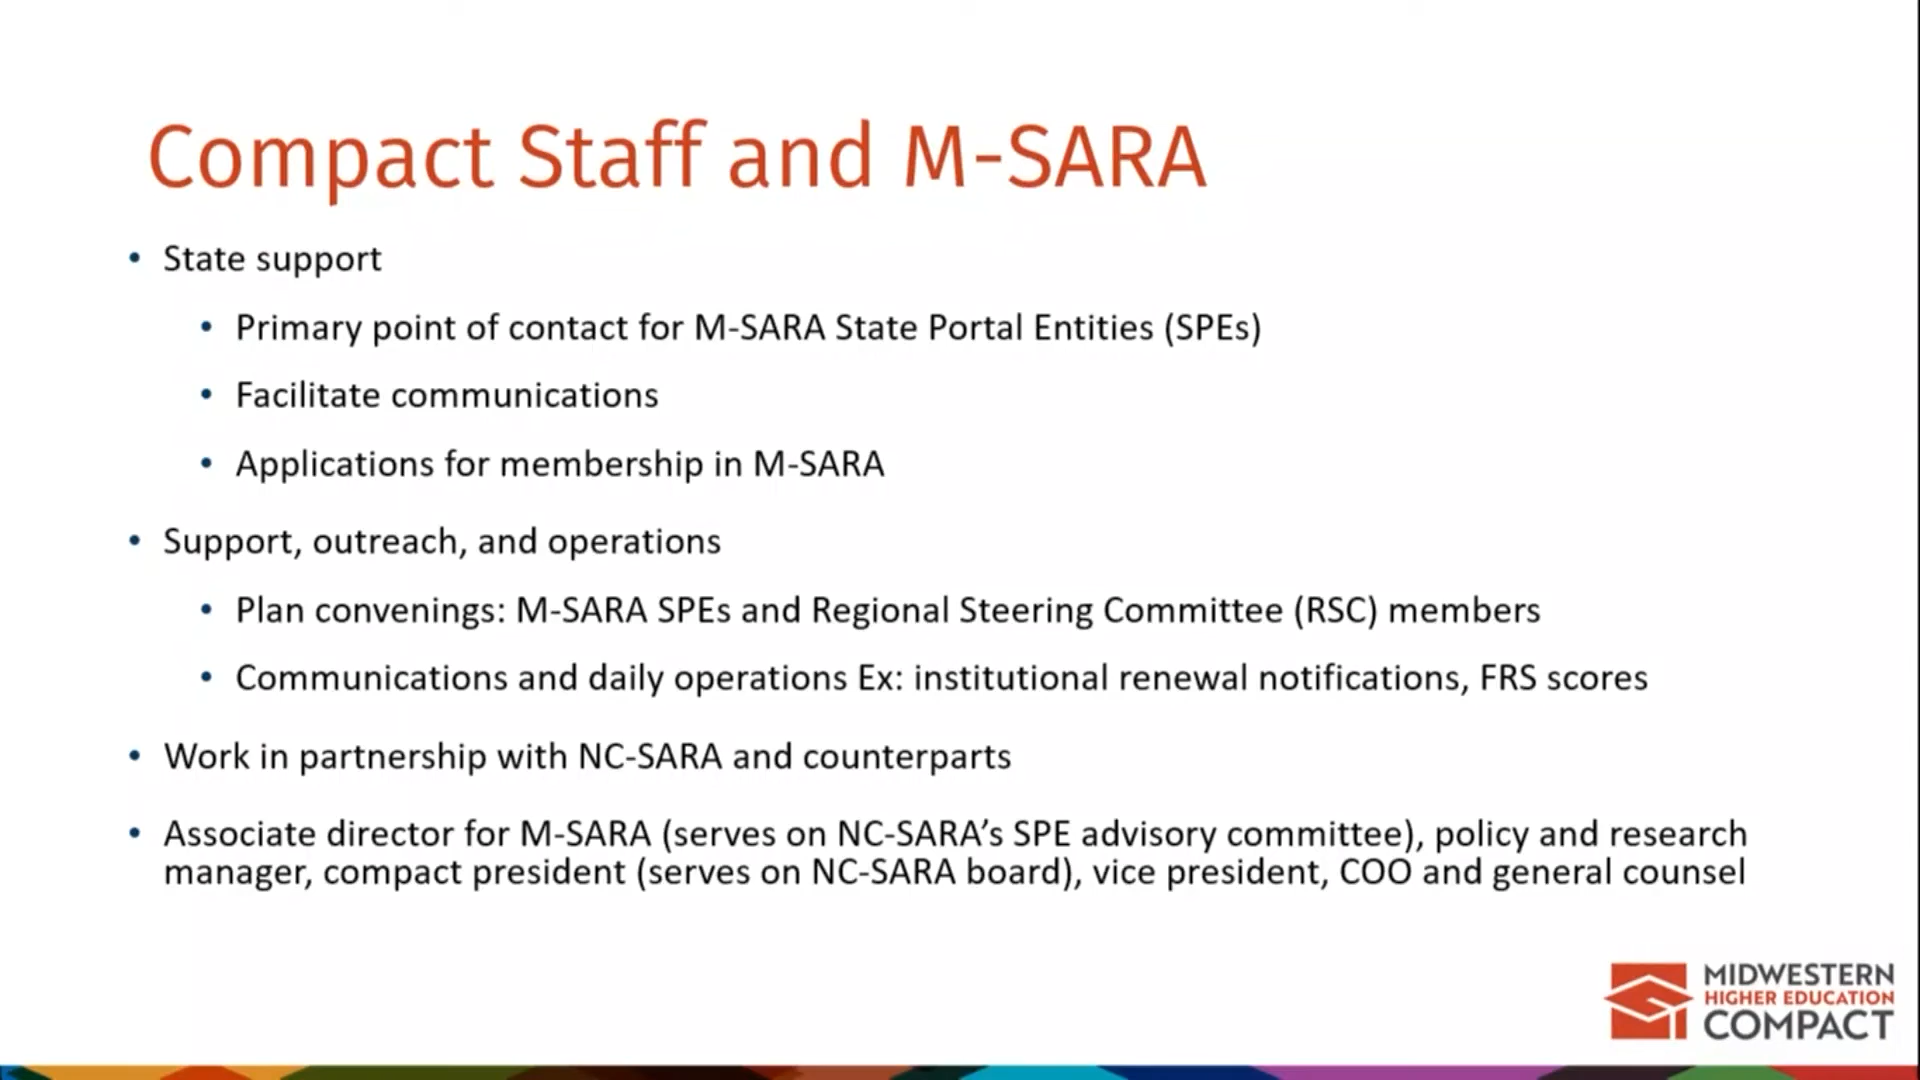 Compact Staff and M-SARA
• State support
• Primary point of contact for M-SARA State Portal Entities (SPEs)
• Facilitate communications
• Applications for membership in M-SARA
• Support, outreach, and operations
• Plan convenings: M-SARA SPEs and Regional Steering Committee (RSC) members
• Communications and daily operations Ex: institutional renewal notifications, FRS scores
• Work in partnership with NC-SARA and counterparts
• Associate director for M-SARA (serves on NC-SARA’s SPE advisory committee), policy and research
manager, compact president (serves on NC-SARA board), vice president, COO and general counsel
MIDWESTERN
HIGHER EDUCATION
COMPACT